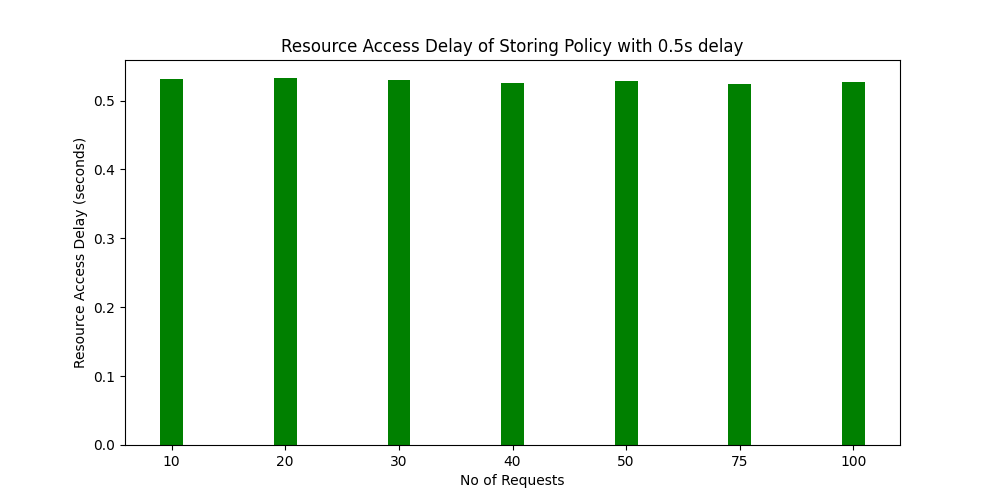 Resource Access Delay of Storing Policy with 0.5s delay
Resource Access Delay (seconds)
0.5
0.4
0.3
0.2
0.1
0.0
10 20 30 40 50 75 100
No of Requests